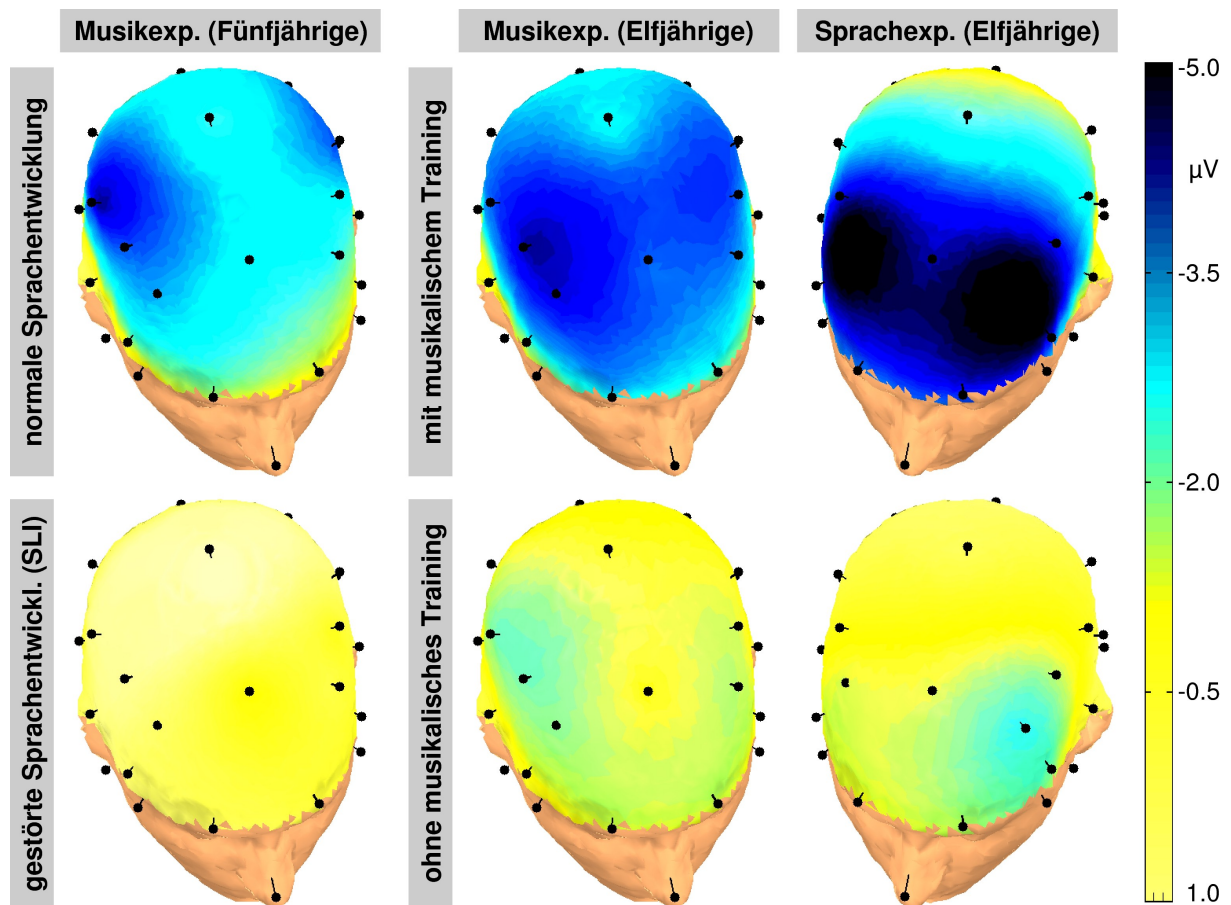 Musikexp. (Fünfjährige)
Musikexp. (Elfjährige)
Sprachexp. (Elfjährige)
normale Sprachentwicklung
mit musikalischem Training
gestörte Sprachentwickl. (SLI)
ohne musikalisches Training
-5.0
µV
-3.5
-2.0
-0.5
1.0